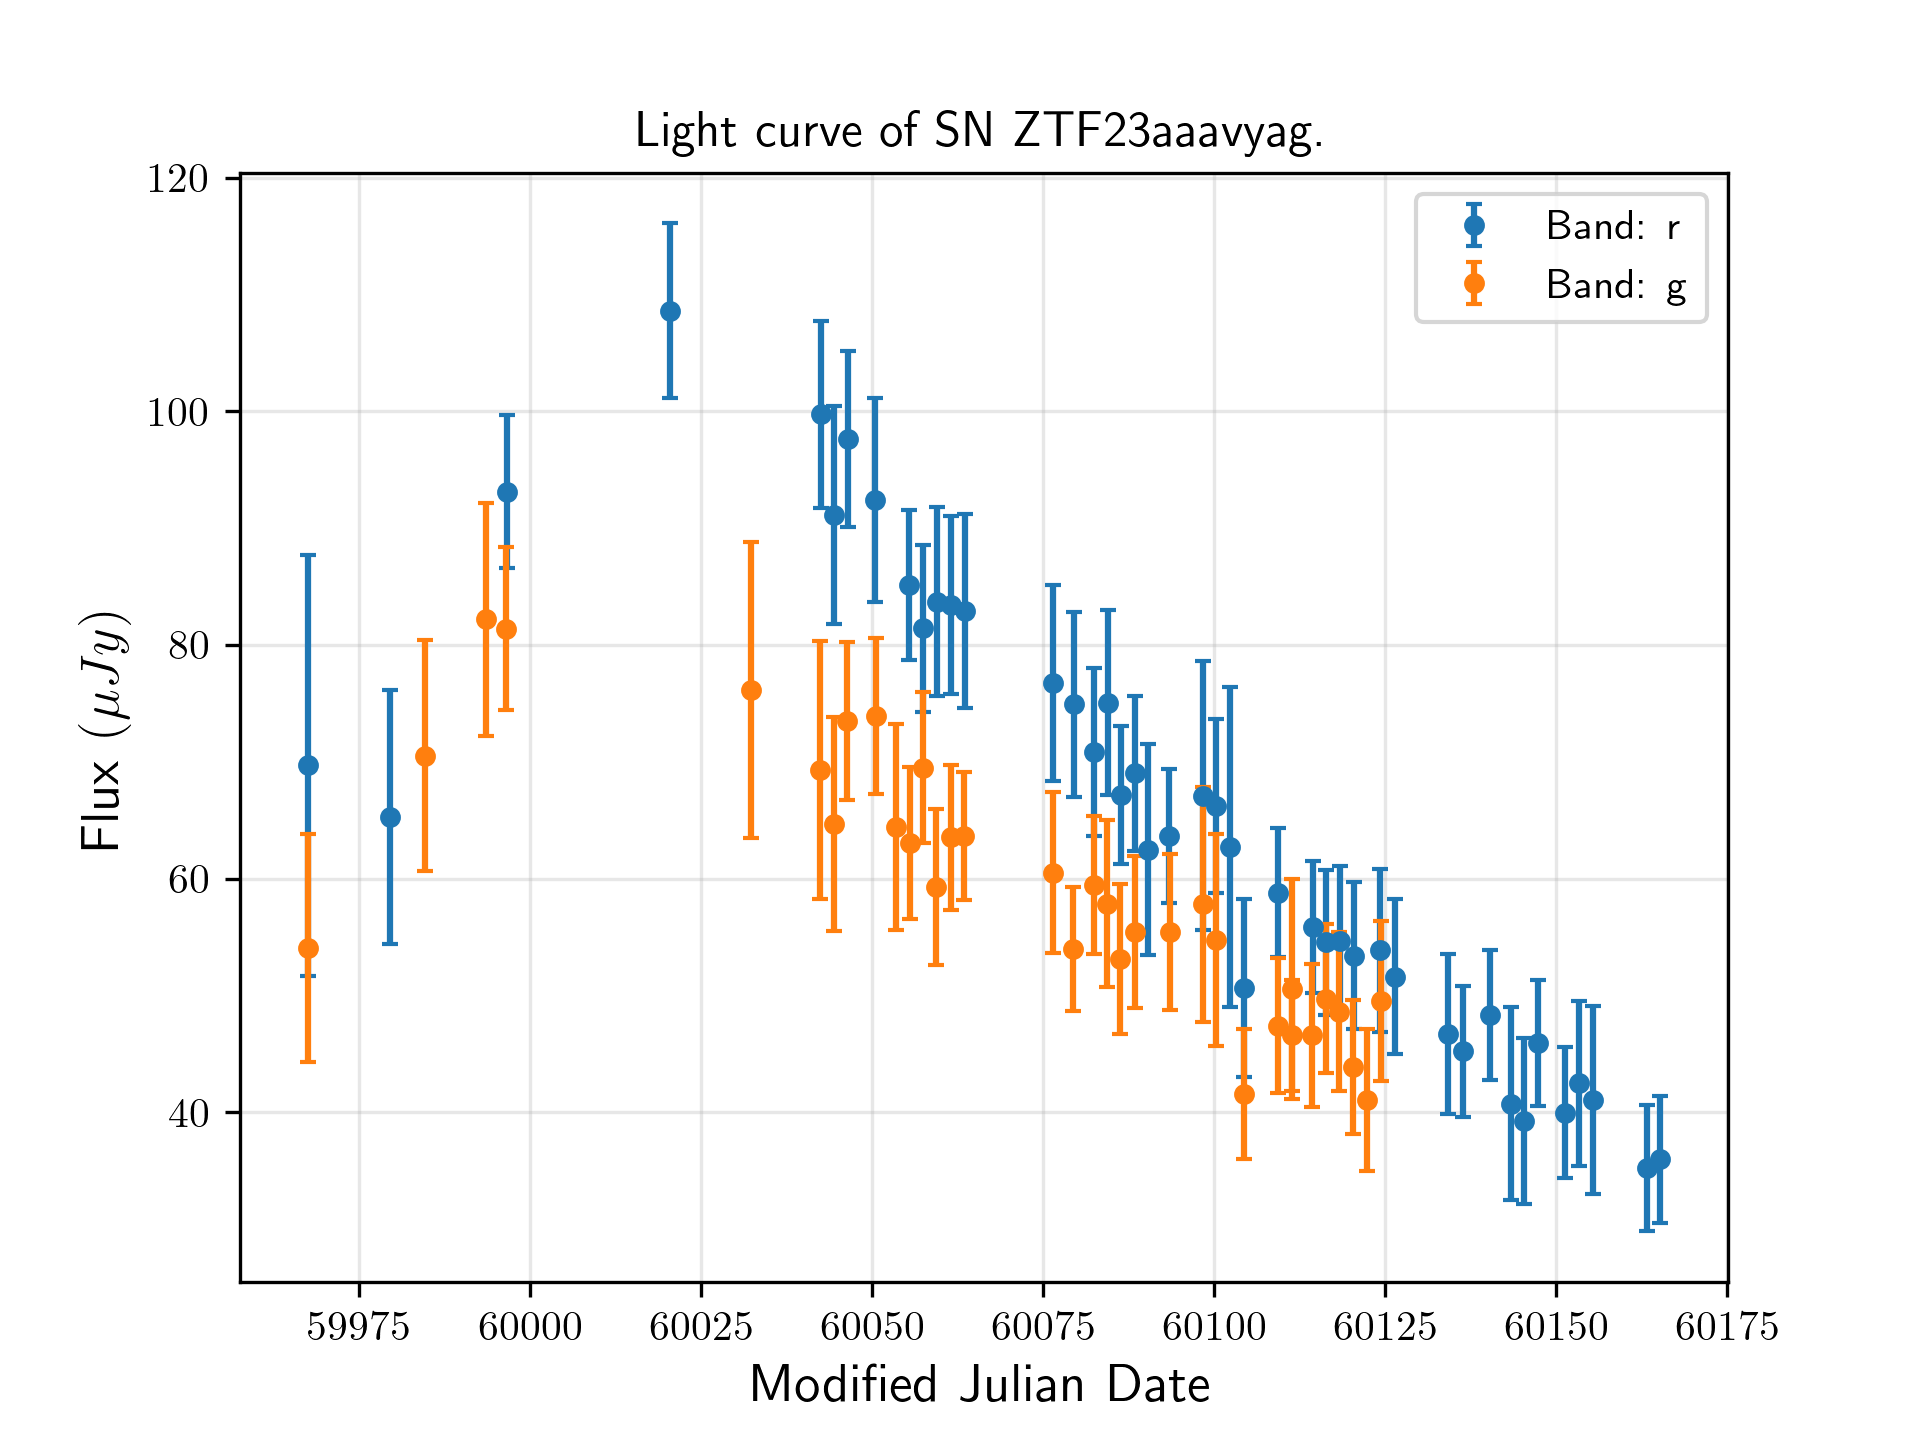 Light curve of SN ZTF23aaavyag.
120
100
80
60
40
Flux (μJy)
Band: r
Band: g
59975 60000 60025 60050 60075 60100 60125 60150 60175
Modified Julian Date